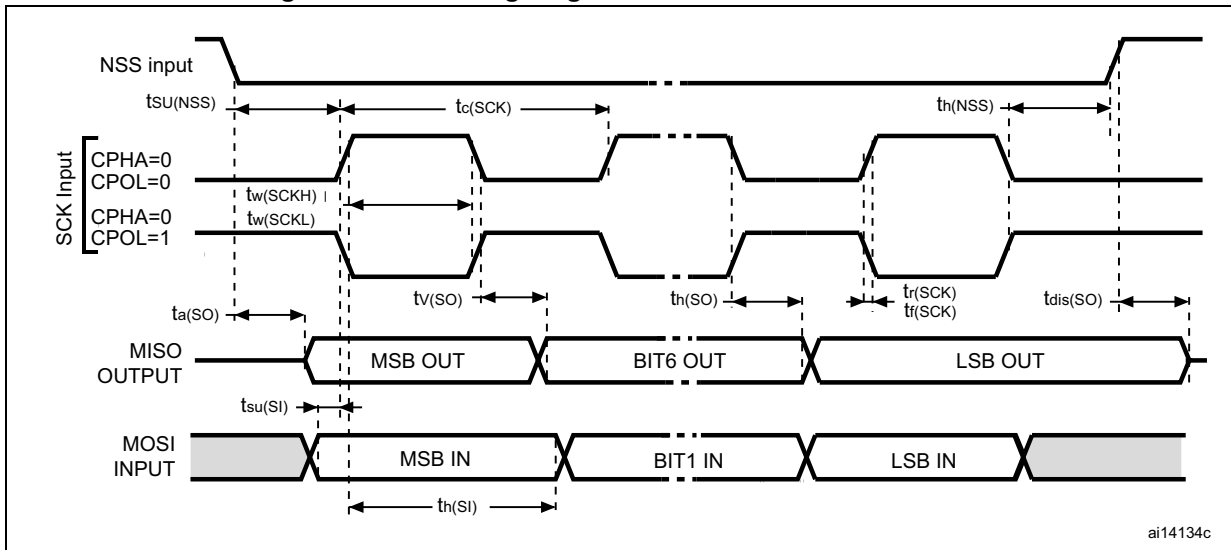 NSS input
tSU(NSS)
tc(SCK)
th(NSS)
SCK Input
CPHA=0
CPOL=0
tw(SCKH)
CPHA=0
tw(SCKL)
CPOL=1
tV(SO)
th(SO)
tr(SCK)
tf(SCK)
tdis(SO)
ta(SO)
MISO
OUTPUT
MSB OUT
BIT6 OUT
LSB OUT
tsu(SI)
MOSI
INPUT
MSB IN
BIT1 IN
LSB IN
th(SI)
ai14134c